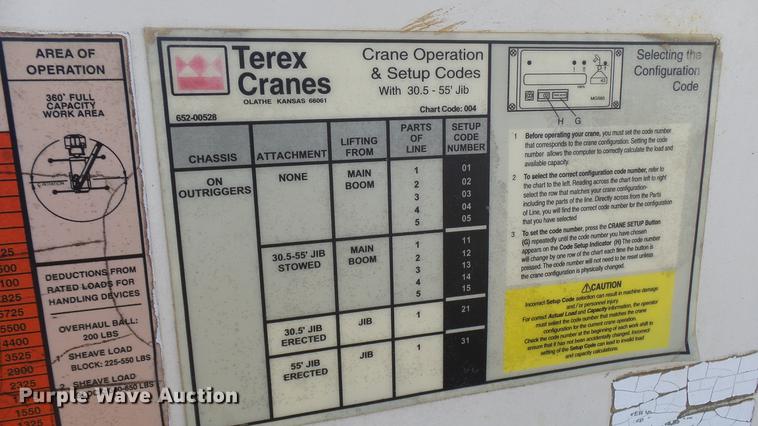 AREA OF
OPERATION
360° FULL
CAPACITY
WORK AREA
DEDUCTIONS FROM
RATED LOADS FOR
HANDLING DEVICES
OVERHAUL BALL:
200 LBS
SHEAVE LOAD
BLOCK: 225-550 LBS
SHEAVE LOAD
5725
5500
4400
3525
2900
2325
1550
1325
Terex
Cranes
OLATHE KANSAS 66061
652-00528
Crane Operation
& Setup Codes
With 30.5 - 55' Jib
Chart Code: 004
CHASSIS ATTACHMENT LIFTING FROM PARTS OF LINE SETUP CODE NUMBER
ON OUTRIGGERS NONE MAIN BOOM
1 01
2 02
3 03
4 04
5 05
30.5-55' JIB STOWED MAIN BOOM
1 11
2 12
3 13
4 14
5 15
30.5' JIB ERECTED JIB 1 21
55' JIB ERECTED JIB 1 31
Selecting the
Configuration
Code
H G
1 Before operating your crane, you must set the code number
that corresponds to the crane configuration. Setting the code
number allows the computer to correctly calculate the load and
available capacity.
2 To select the correct configuration code number, refer to
the chart to the left. Reading across the chart from left to right
select the row that matches your crane configuration-
including the parts of line. Directly across from the Parts
of Line, you will find the correct code number for the configuration
that you have selected
3 To set the code number, press the CRANE SETUP Button
(G) repeatedly until the code number you have chosen
appears on the Code Setup Indicator (H) The code number
will change by one row of the chart each time the button is
pressed. The code number will not need to be reset unless
the crane configuration is physically changed.
CAUTION
Incorrect Setup Code selection can result in machine damage
and / or personnel injury.
For correct Actual Load and Capacity information, the operator
must select the code number that matches the crane
configuration for the current crane operation.
Check the code number at the beginning of each work shift to
ensure that it has not been accidentally changed. Incorrect
setting of the Setup Code can lead to invalid load
and capacity calculations.
Purple Wave Auction